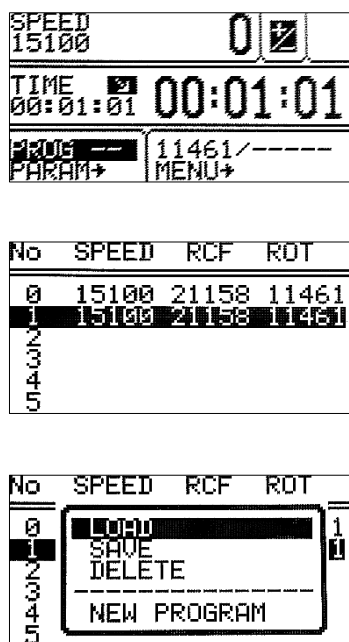 SPEED
15100 0
TIME
00:01:01 00:01:01
PROG -- 11461/-----
PARAM→ MENU→
No SPEED RCF ROT
0 15100 21158 11461
1 15100 21158 11461
2
3
4
5
No SPEED RCF ROT
0 LOAD 1
1 SAVE 1
2 DELETE
3 --------------------
4 NEW PROGRAM
5